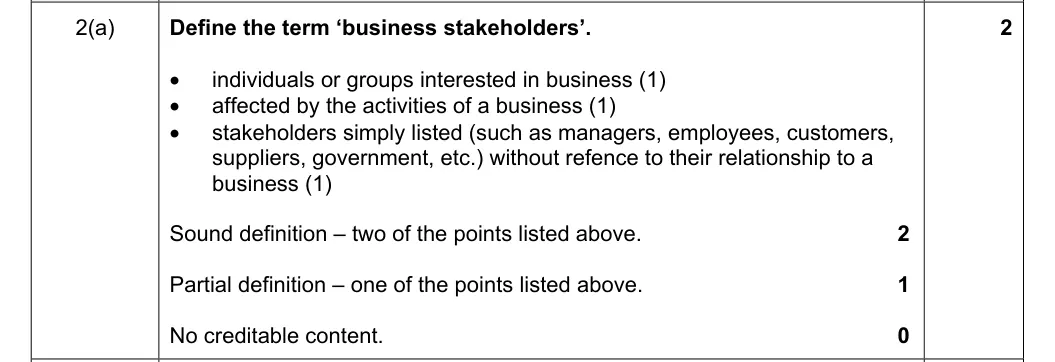 2(a) Define the term ‘business stakeholders’. 2
• individuals or groups interested in business (1)
• affected by the activities of a business (1)
• stakeholders simply listed (such as managers, employees, customers,
suppliers, government, etc.) without refence to their relationship to a
business (1)
Sound definition – two of the points listed above. 2
Partial definition – one of the points listed above. 1
No creditable content. 0